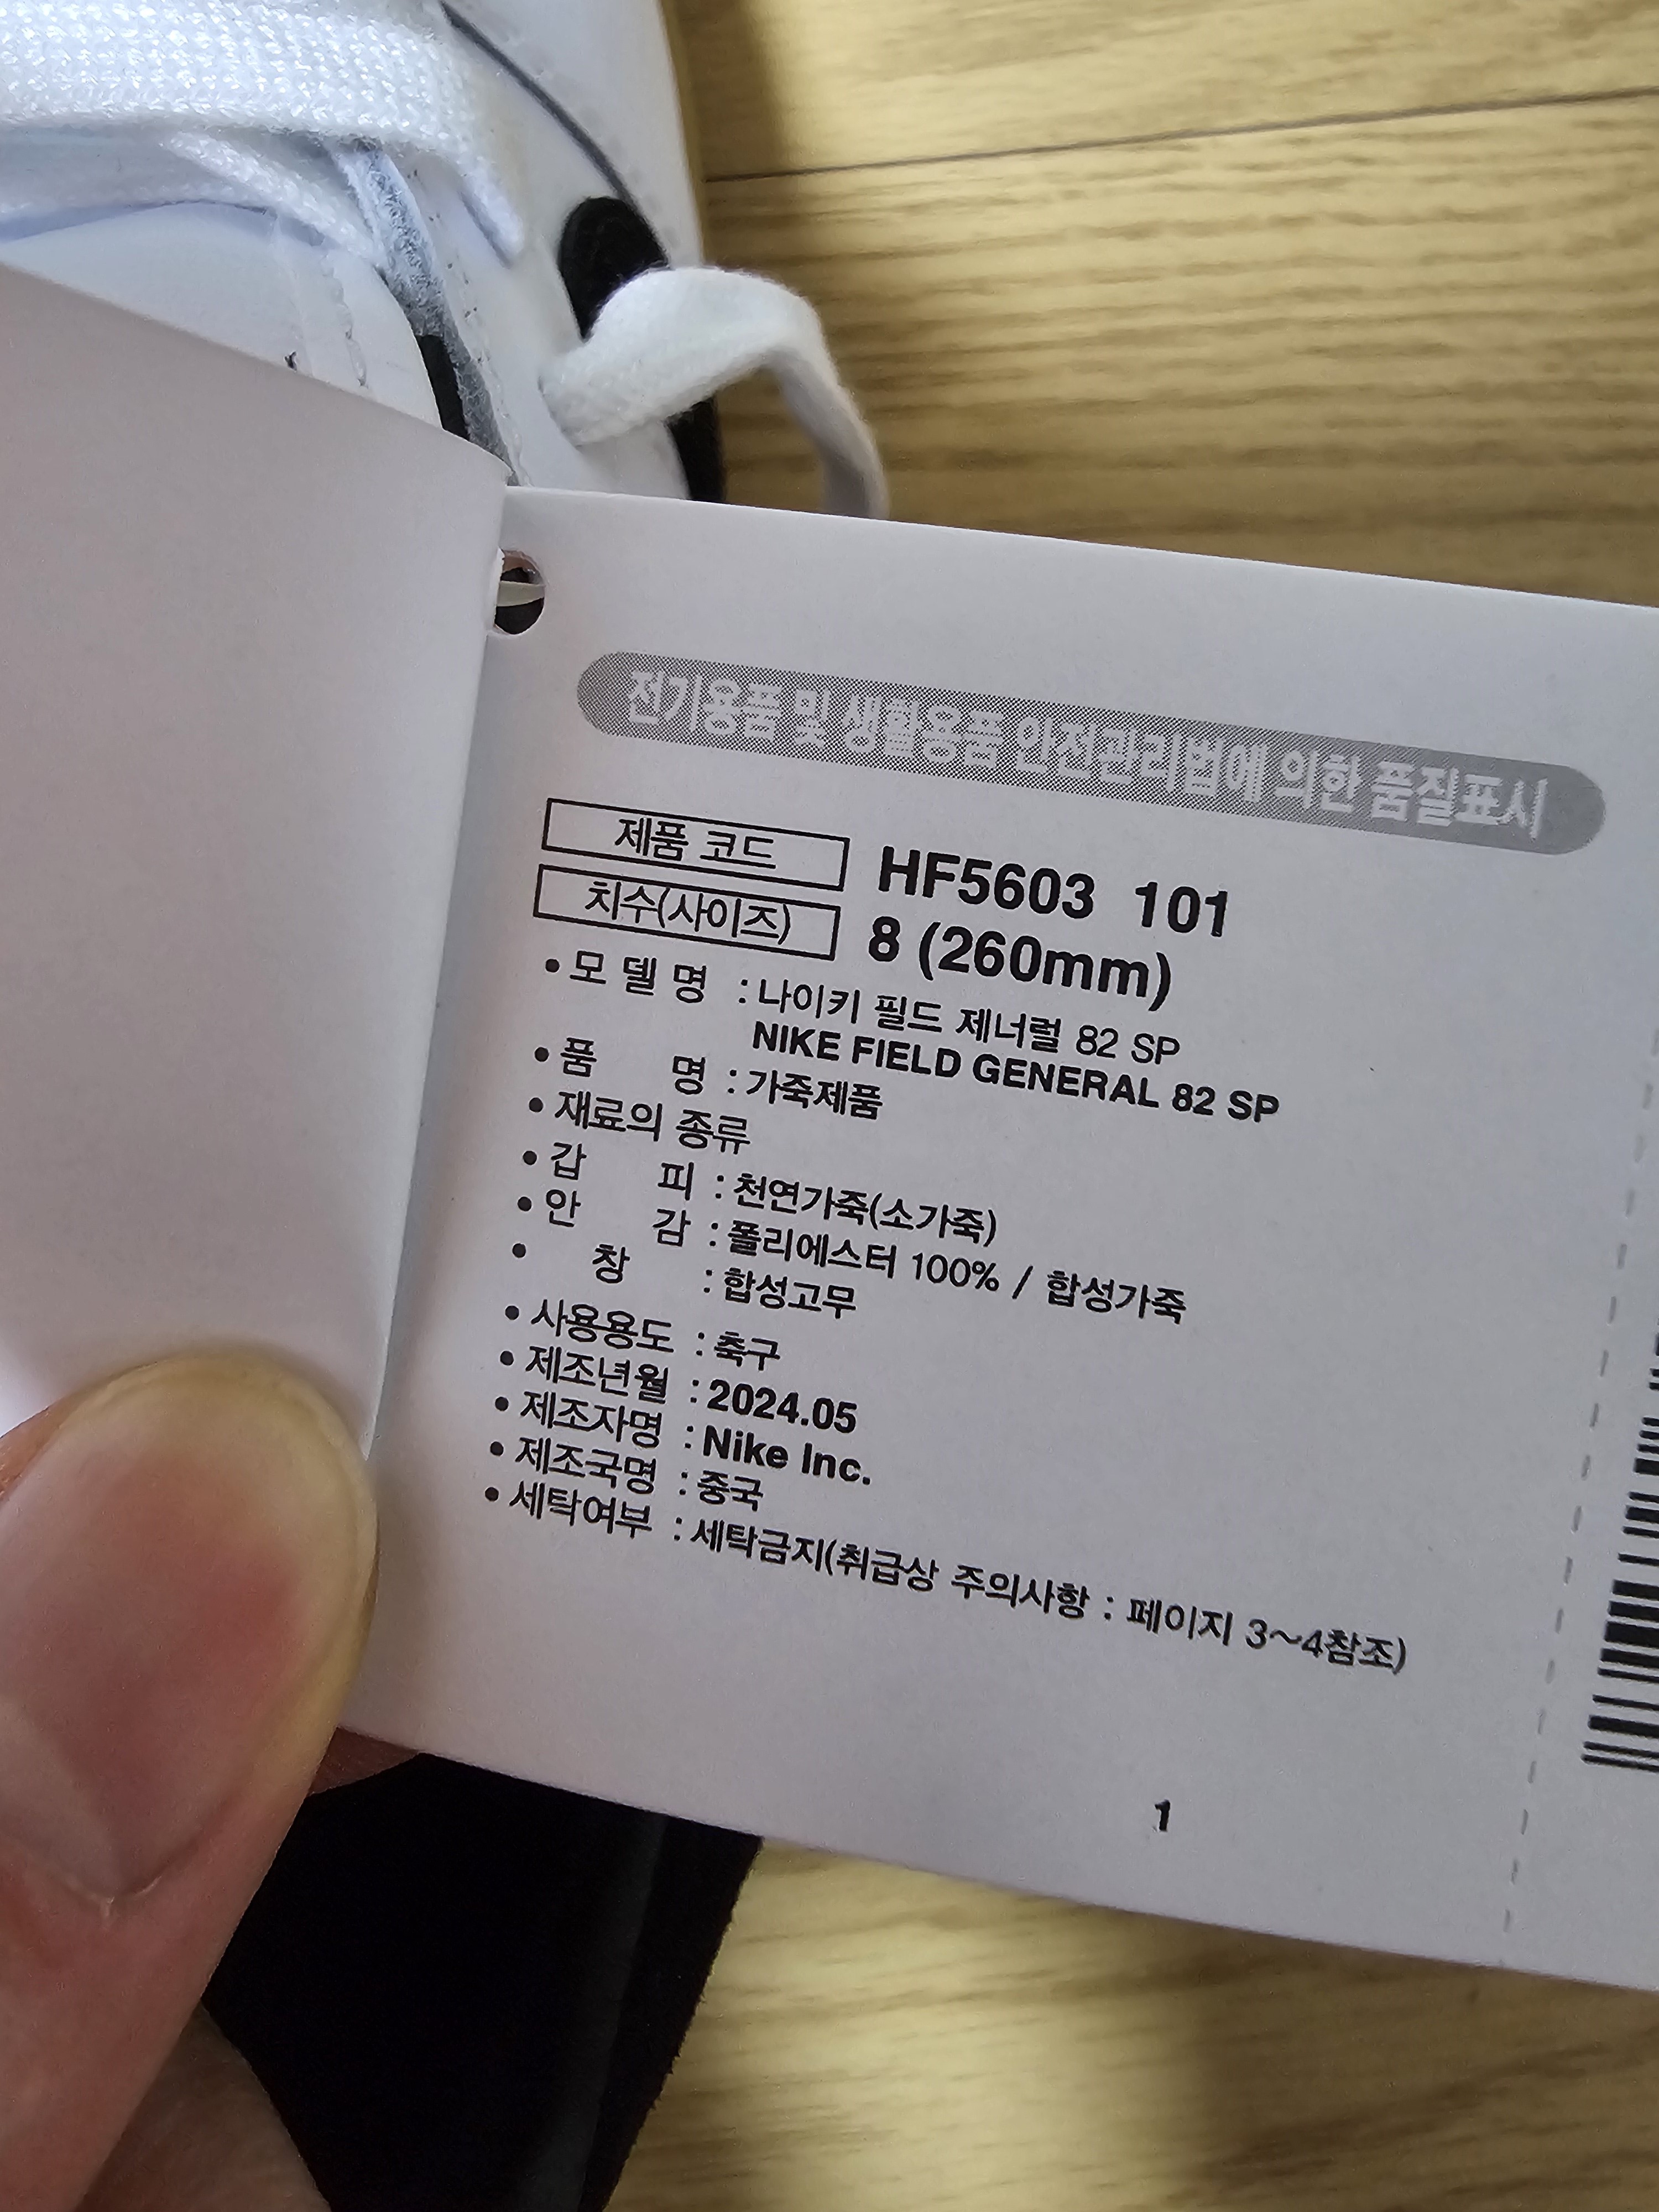 전기용품 및 생활용품 안전관리법에 의한 품질표시
제품 코드 HF5603 101
치수(사이즈) 8 (260mm)
• 모 델 명 : 나이키 필드 제너럴 82 SP
NIKE FIELD GENERAL 82 SP
• 품 명 : 가죽제품
• 재료의 종류
• 갑 피 : 천연가죽(소가죽)
• 안 감 : 폴리에스터 100% / 합성가죽
• 창 : 합성고무
• 사용용도 : 축구
• 제조년월 : 2024.05
• 제조자명 : Nike Inc.
• 제조국명 : 중국
• 세탁여부 : 세탁금지(취급상 주의사항 : 페이지 3~4참조)
1